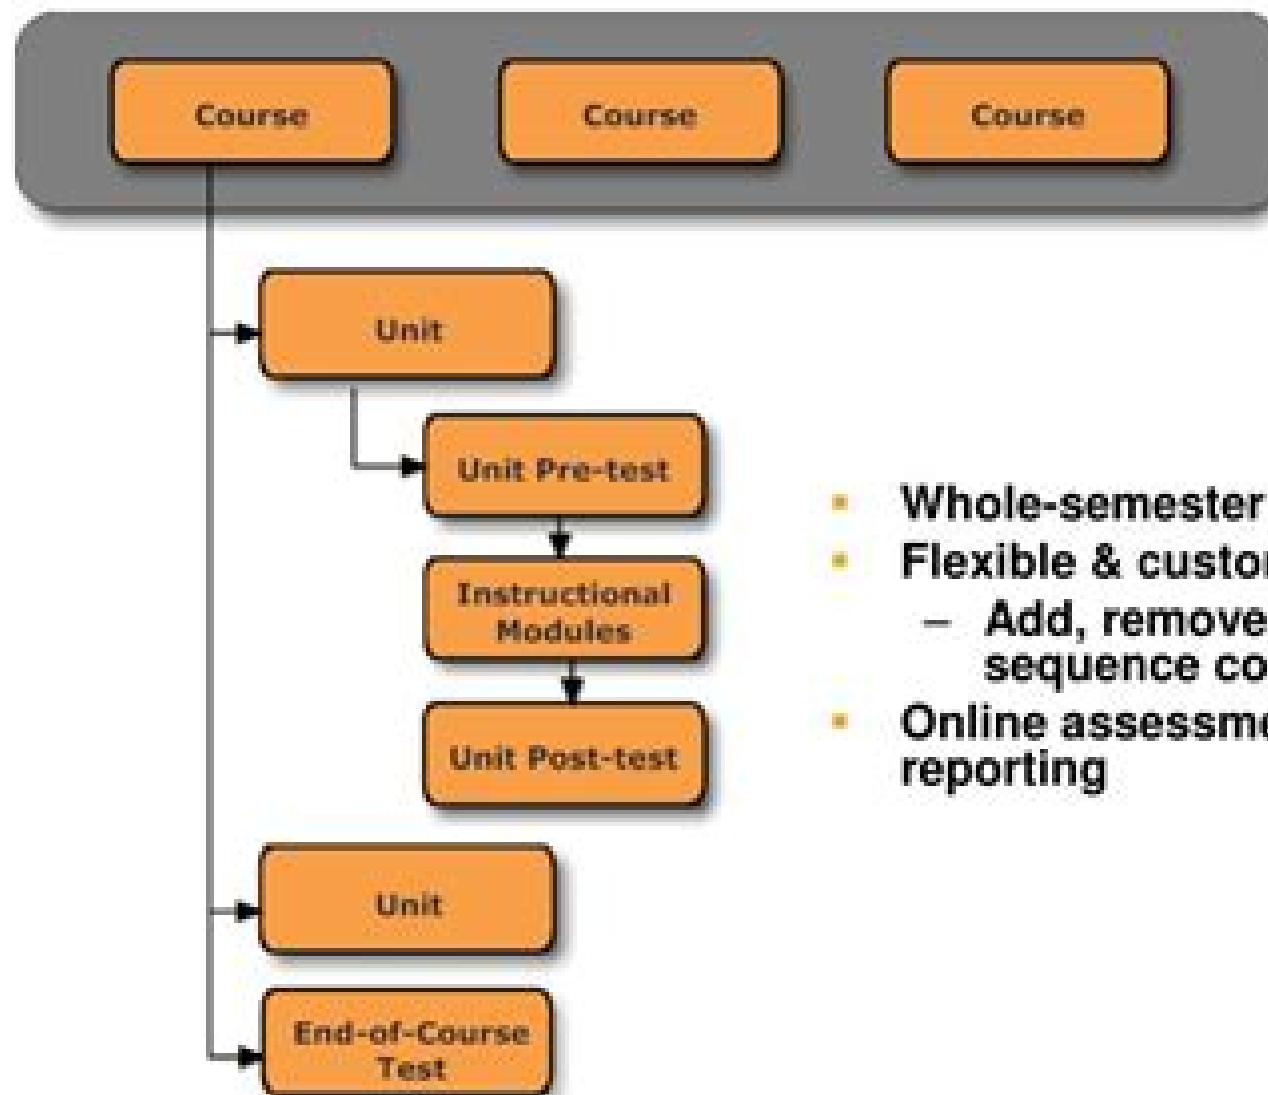 Course
Course
Course
Unit
Unit Pre-test
Instructional
Modules
Unit Post-test
Unit
End-of-Course
Test
Whole-semester
Flexible &
– Add, remove
sequence
Online
reporting